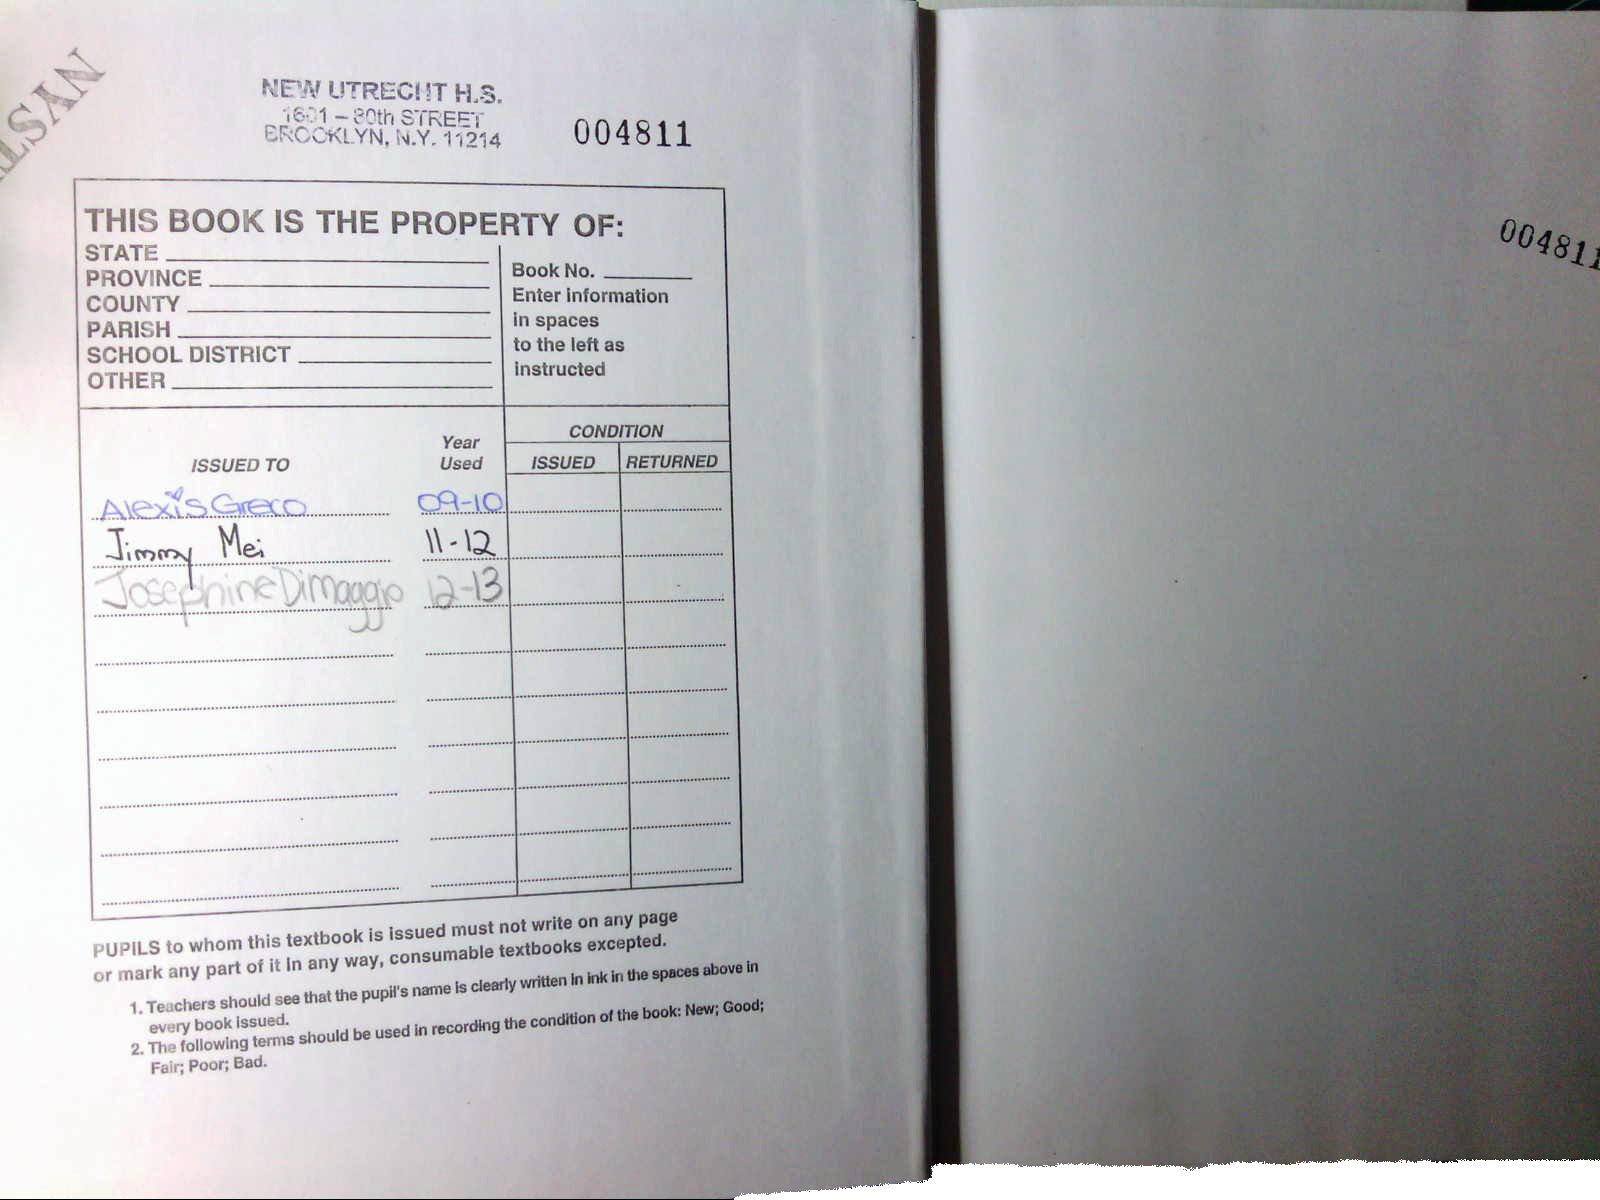 NYST
NEW UTRECHT H.S.
1601 – 80th STREET
BROOKLYN, N.Y. 11214
004811
THIS BOOK IS THE PROPERTY OF:
STATE
PROVINCE
COUNTY
PARISH
SCHOOL DISTRICT
OTHER
Book No.
Enter information
in spaces
to the left as
instructed
ISSUED TO
Year
Used
CONDITION
ISSUED
RETURNED
Alexis Greco 09-10
Jimmy Mei 11-12
Josephine Dimaggio 12-13
PUPILS to whom this textbook is issued must not write on any page
or mark any part of it in any way, consumable textbooks excepted.
1. Teachers should see that the pupil's name is clearly written in ink in the spaces above in
every book issued.
2. The following terms should be used in recording the condition of the book: New; Good;
Fair; Poor; Bad.
004811